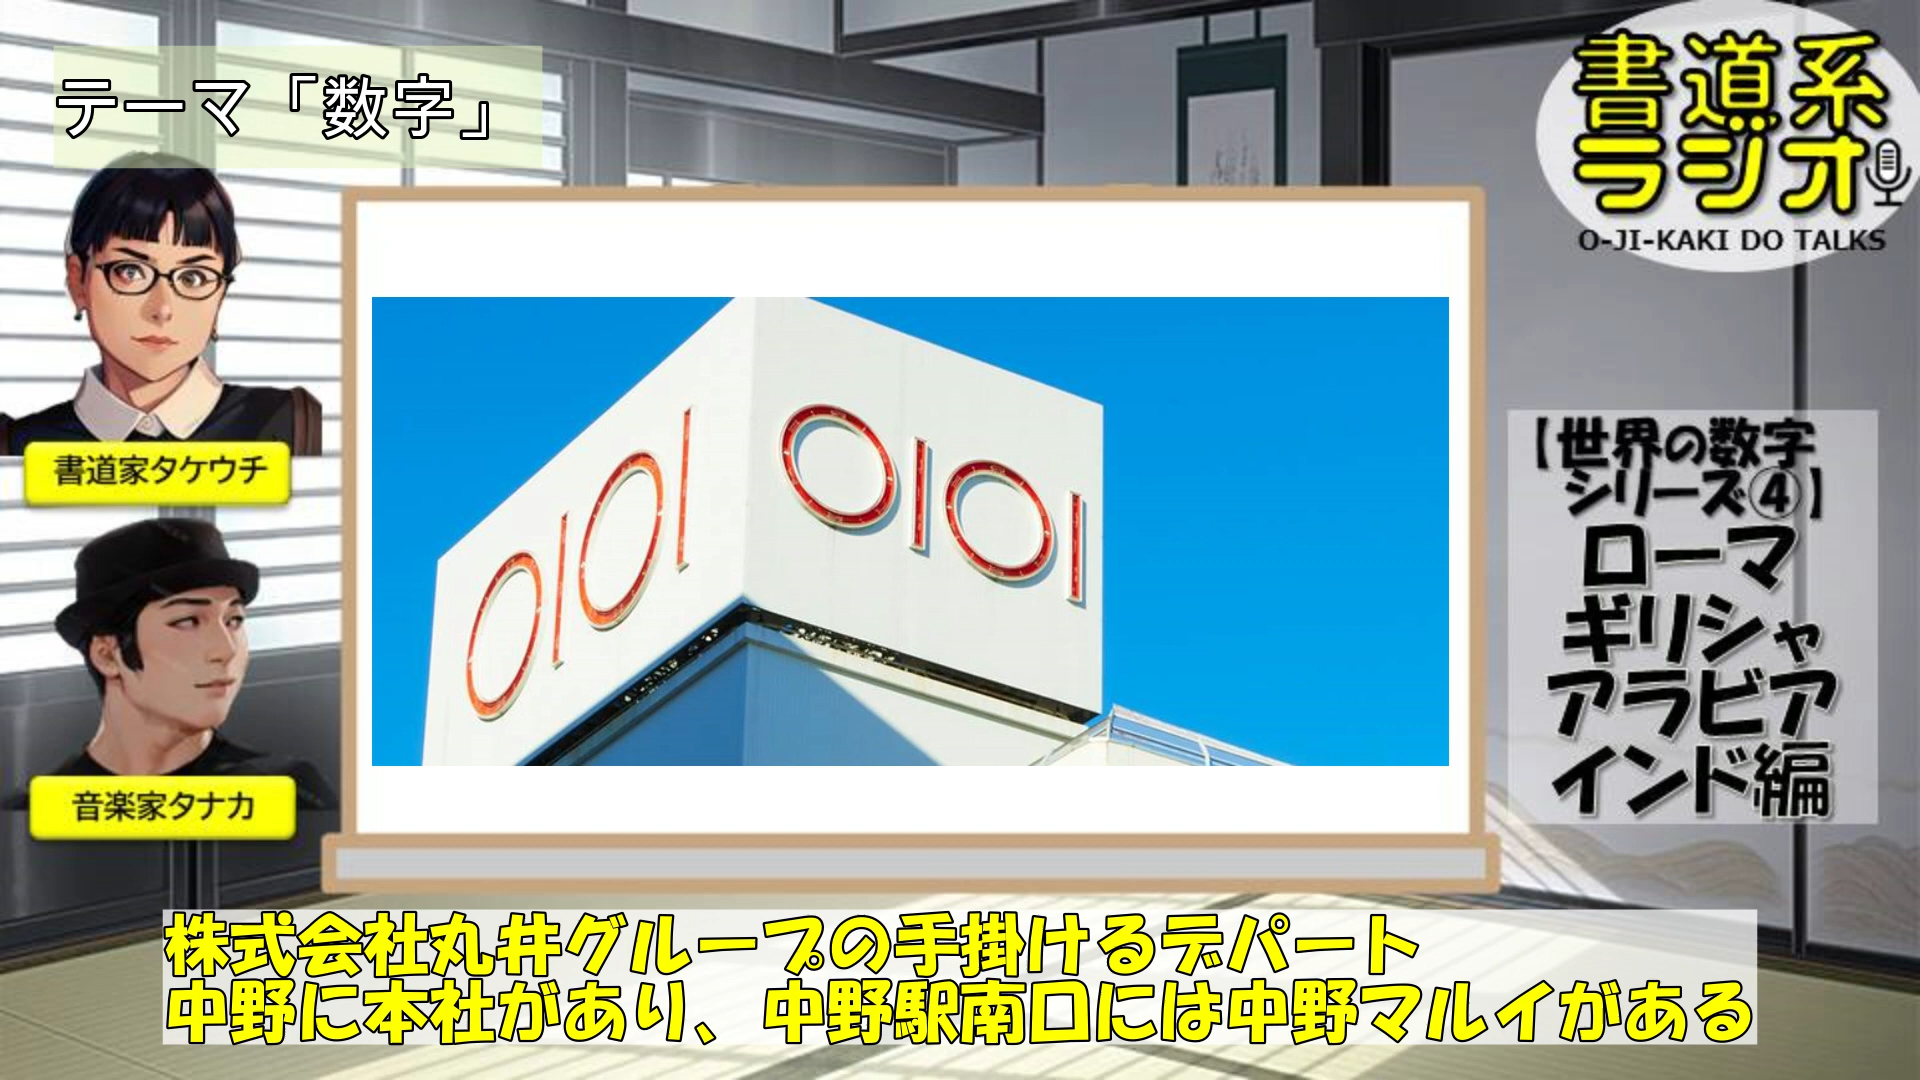 テーマ「数字」
書道系
ラジオ
O-JI-KAKI DO TALKS
書道家タケウチ
音楽家タナカ
OIOI
OIOI
【世界の数字
シリーズ④】
ローマ
ギリシャ
アラビア
インド編
株式会社丸井グループの手掛けるデパート
中野に本社があり、中野駅南口には中野マルイがある